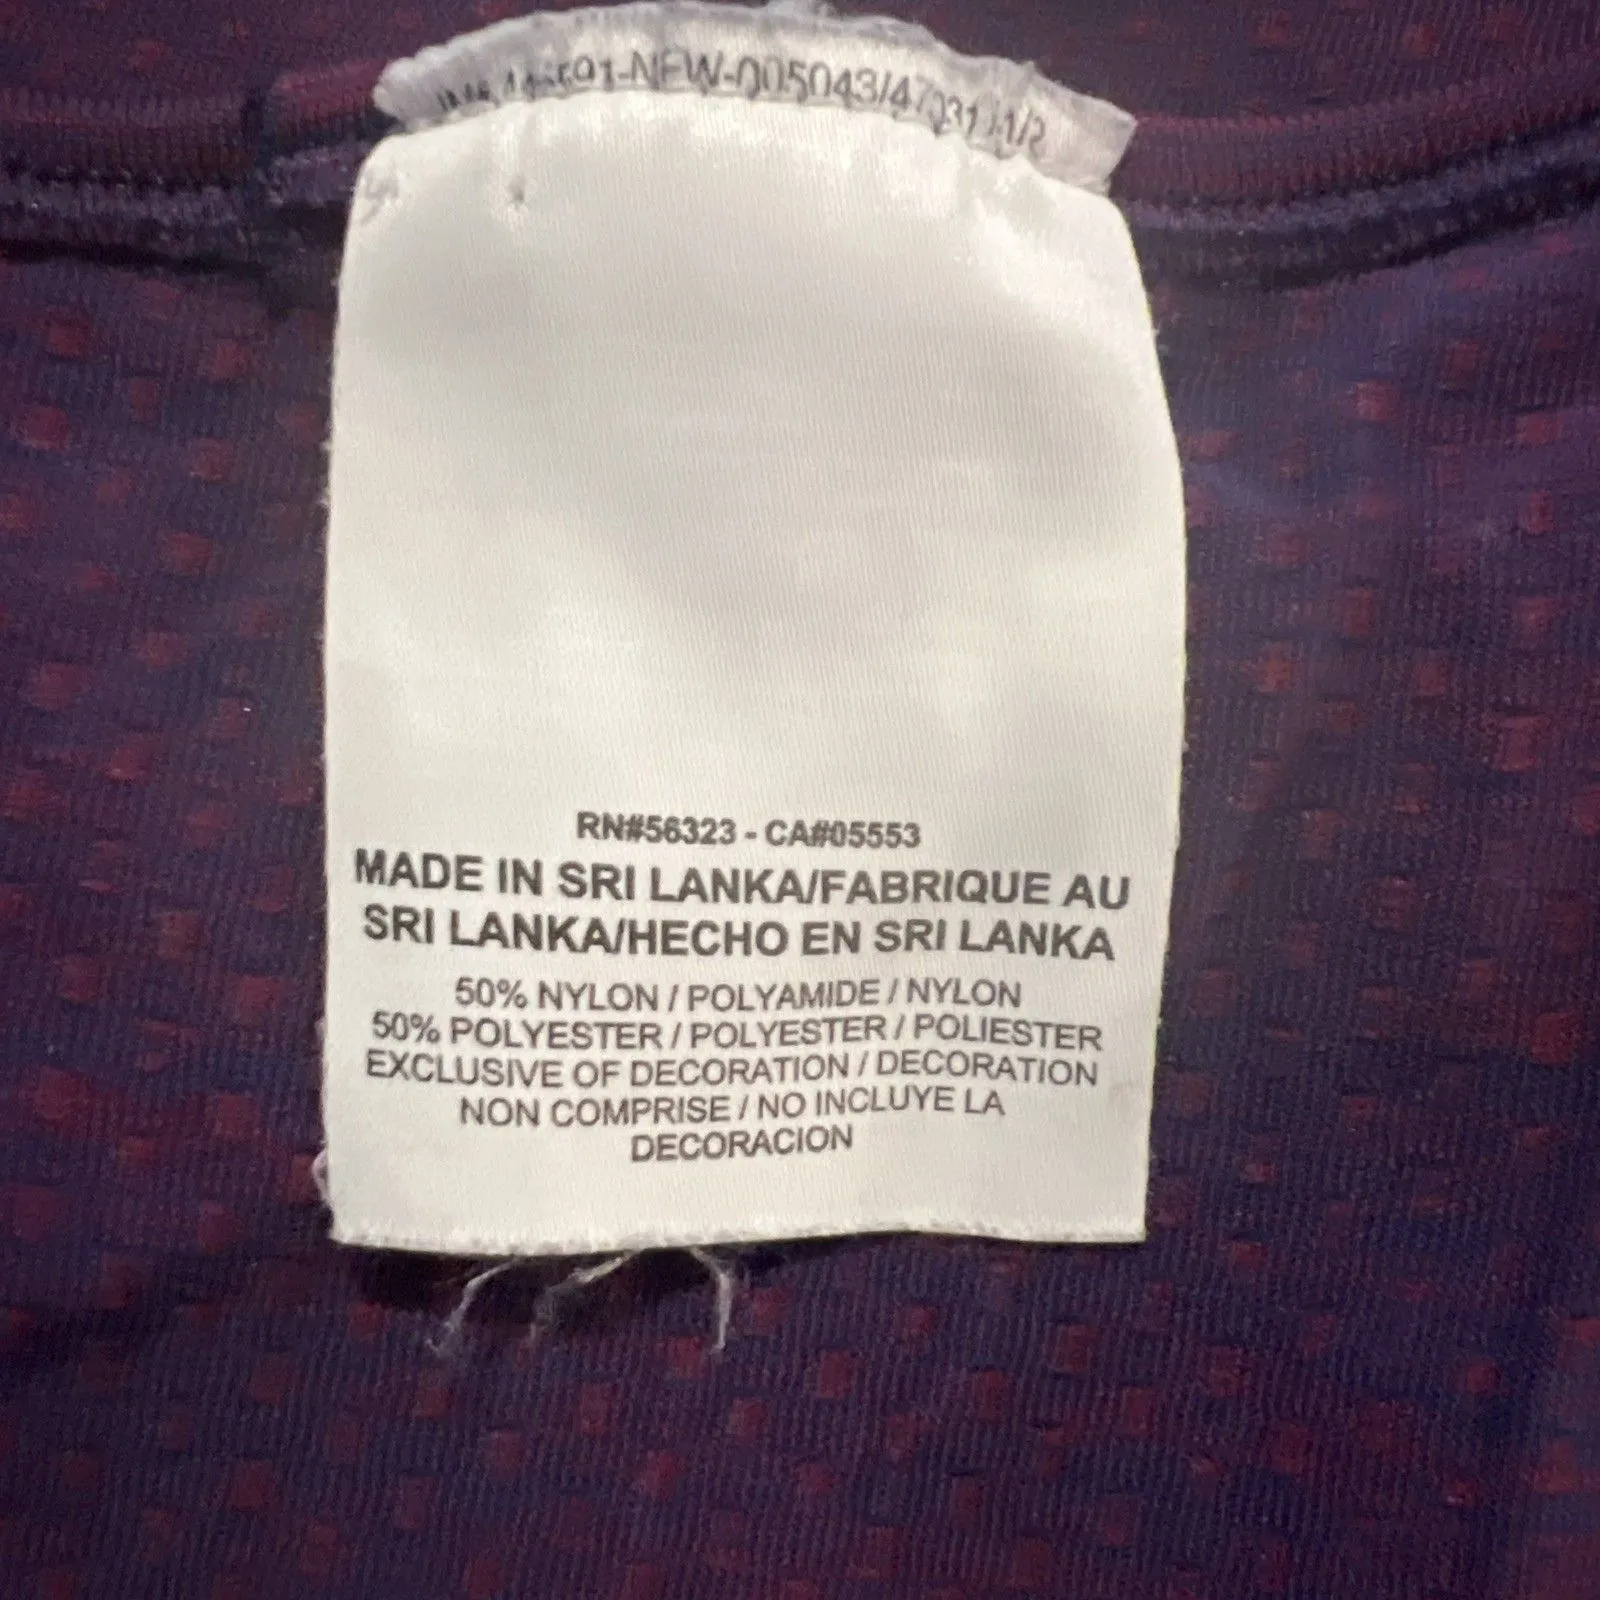 RN#56323 - CA#05553
MADE IN SRI LANKA/FABRIQUE AU
SRI LANKA/HECHO EN SRI LANKA
50% NYLON / POLYAMIDE / NYLON
50% POLYESTER / POLYESTER / POLIESTER
EXCLUSIVE OF DECORATION / DECORATION
NON COMPRISE / NO INCLUYE LA
DECORACION